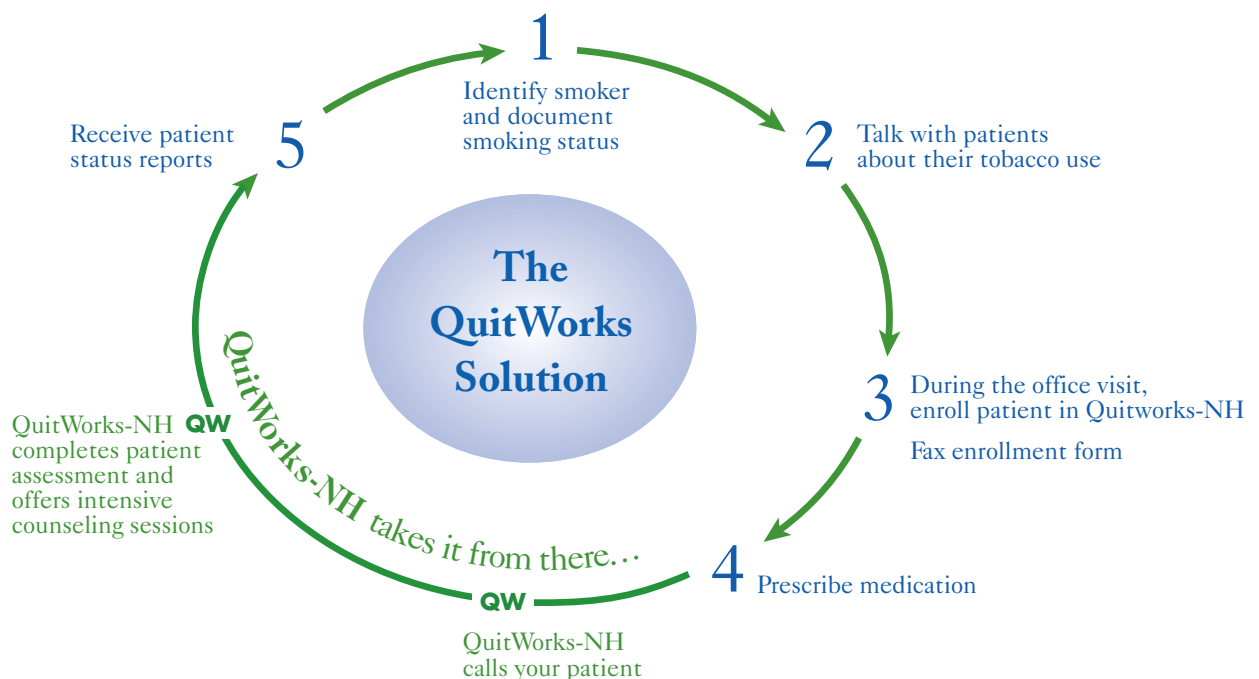 1
Identify smoker
and document
smoking status
2
Talk with patients
about their tobacco use
3
During the office visit,
enroll patient in Quitworks-NH
Fax enrollment form
4
Prescribe medication
QuitWorks-NH takes it from there…
QW
QuitWorks-NH
calls your patient
QW
QuitWorks-NH
completes patient
assessment and
offers intensive
counseling sessions
5
Receive patient
status reports
The
QuitWorks
Solution